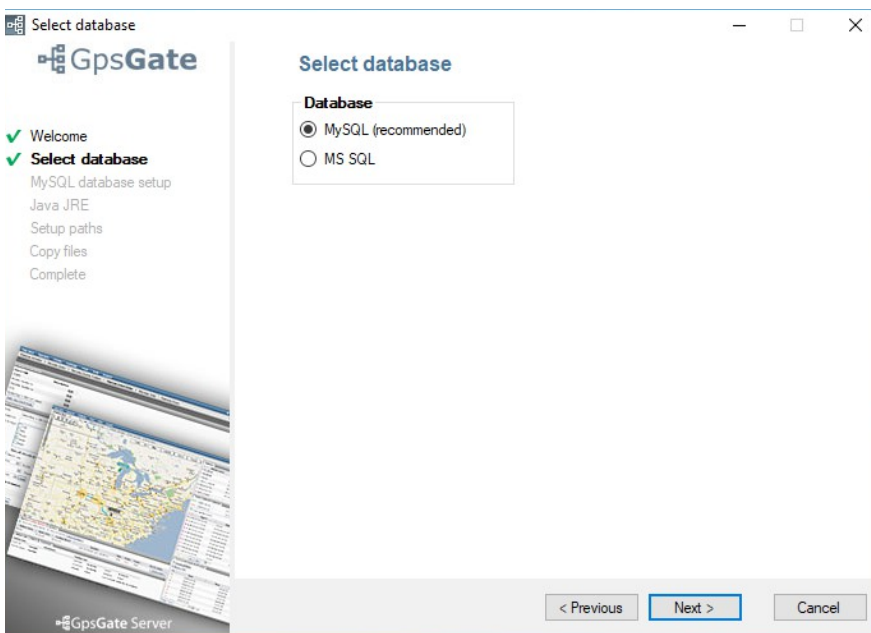 Select database
GpsGate
Select database
Database
MySQL (recommended)
MS SQL
Welcome
Select database
MySQL database setup
Java JRE
Setup paths
Copy files
Complete
GpsGate Server
< Previous
Next >
Cancel